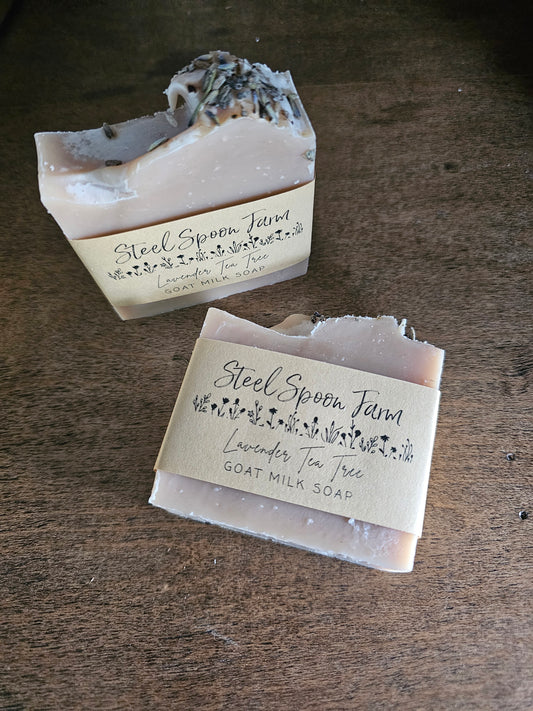 Steel Spoon Farm
Lavender Tea Tree
GOAT MILK SOAP
Steel Spoon Farm
Lavender Tea Tree
GOAT MILK SOAP